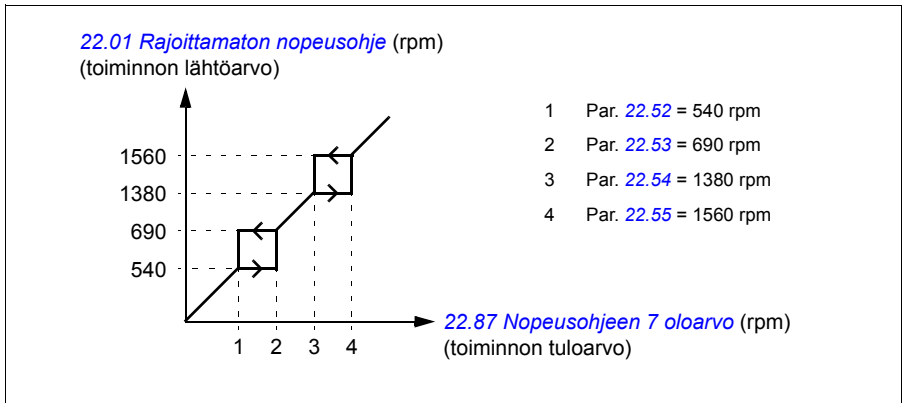 22.01 Rajoittamaton nopeusohje (rpm)
(toiminnon lähtöarvo)
1 Par. 22.52 = 540 rpm
2 Par. 22.53 = 690 rpm
3 Par. 22.54 = 1380 rpm
4 Par. 22.55 = 1560 rpm
1560
1380
690
540
1 2 3 4
22.87 Nopeusohjeen 7 oloarvo (rpm)
(toiminnon tuloarvo)